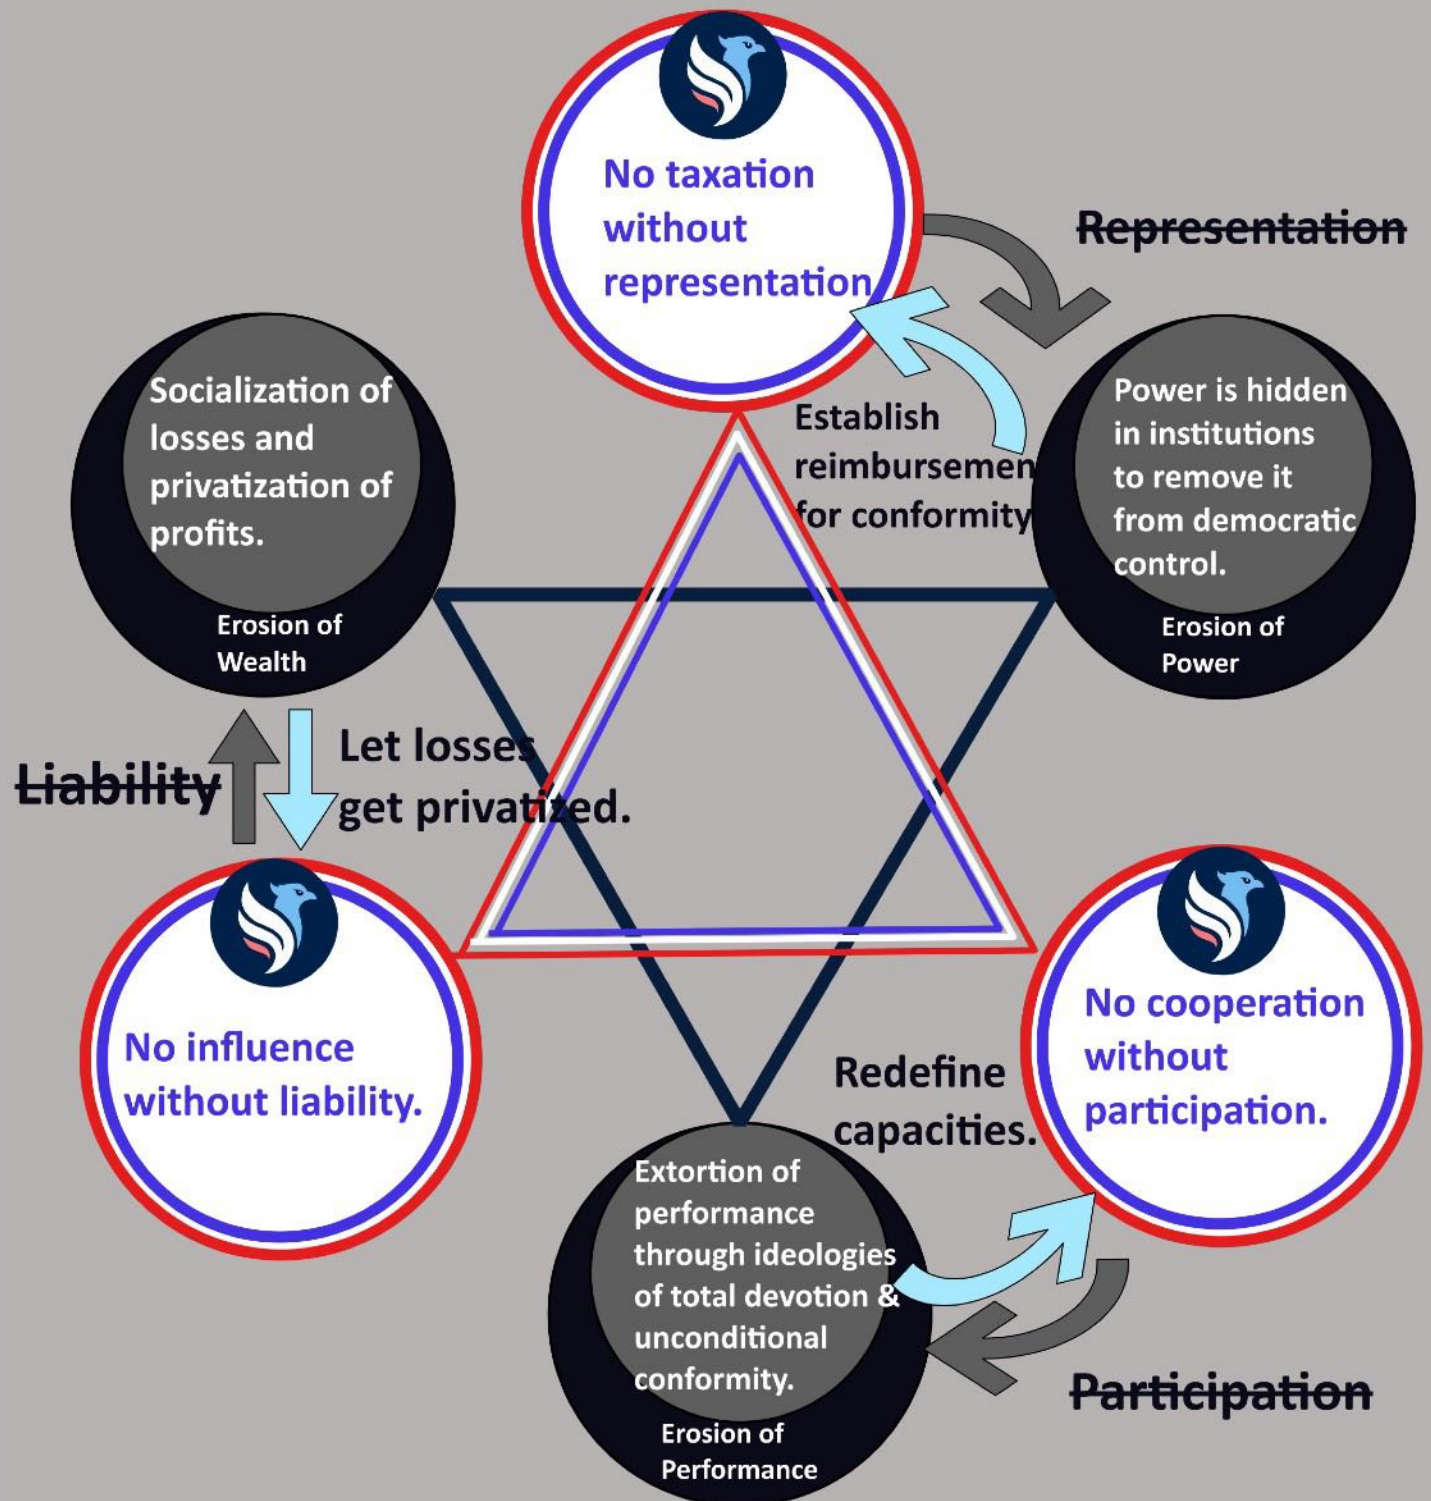 No taxation
without
representation
Representation
Socialization of
losses and
privatization of
profits.
Erosion of
Wealth
Establish
reimbursemen
for conformity
Power is hidden
in institutions
to remove it
from democratic
control.
Erosion of
Power
Liability
Let losses
get privatized.
No influence
without liability.
Redefine
capacities.
No cooperation
without
participation.
Extortion of
performance
through ideologies
of total devotion &
unconditional
conformity.
Erosion of
Performance
Participation